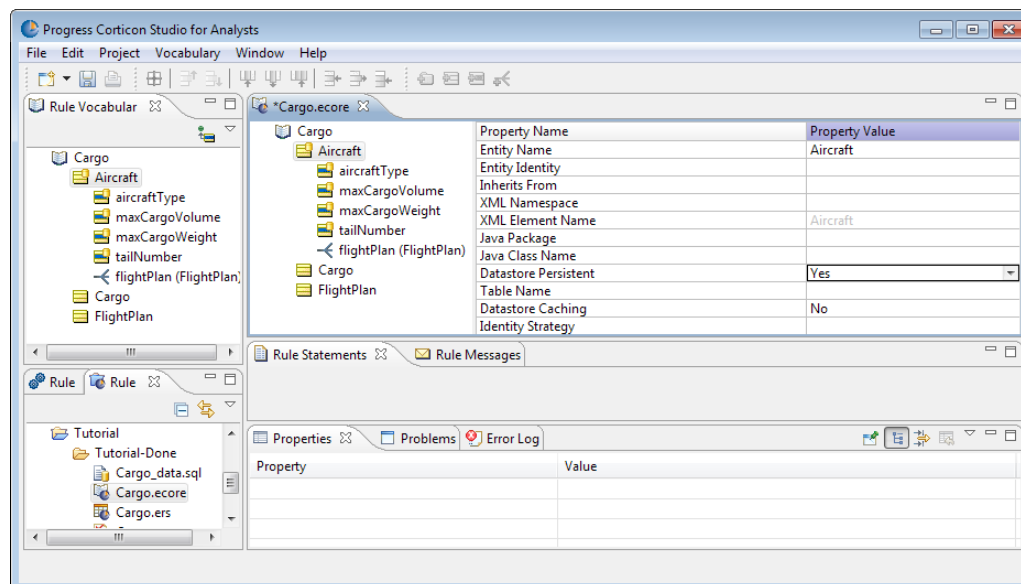 Progress Corticon Studio for Analysts
File Edit Project Vocabulary Window Help
Rule Vocabular
Cargo
Aircraft
aircraftType
maxCargoVolume
maxCargoWeight
tailNumber
flightPlan (FlightPlan)
Cargo
FlightPlan
*Cargo.ecore
Cargo
Aircraft
aircraftType
maxCargoVolume
maxCargoWeight
tailNumber
flightPlan (FlightPlan)
Cargo
FlightPlan
Property Name Property Value
Entity Name Aircraft
Entity Identity
Inherits From
XML Namespace
XML Element Name Aircraft
Java Package
Java Class Name
Datastore Persistent Yes
Table Name
Datastore Caching No
Identity Strategy
Rule Statements Rule Messages
Rule Rule
Tutorial
Tutorial-Done
Cargo_data.sql
Cargo.ecore
Cargo.ers
Properties Problems Error Log
Property Value